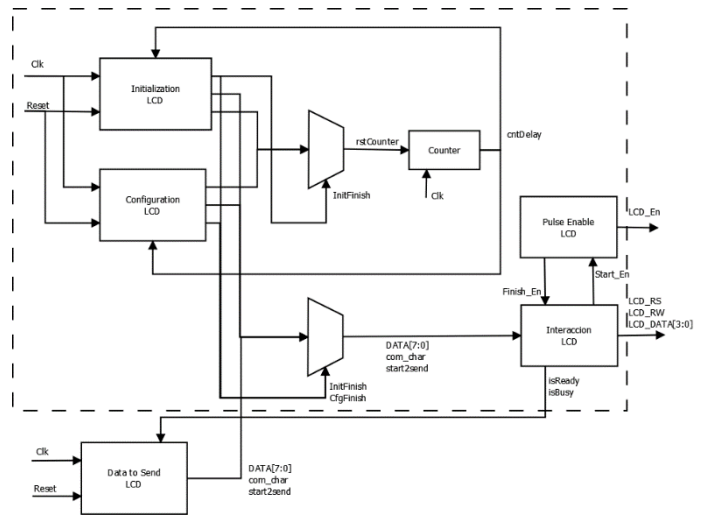 Clk
Reset
Initialization
LCD
Configuration
LCD
rstCounter
Counter
cntDelay
Clk
InitFinish
Pulse Enable
LCD
LCD_En
Finish_En
Start_En
Interaccion
LCD
LCD_RS
LCD_RW
LCD_DATA[3:0]
DATA[7:0]
com_char
start2send
InitFinish
CfgFinish
isReady
isBusy
Clk
Reset
Data to Send
LCD
DATA[7:0]
com_char
start2send